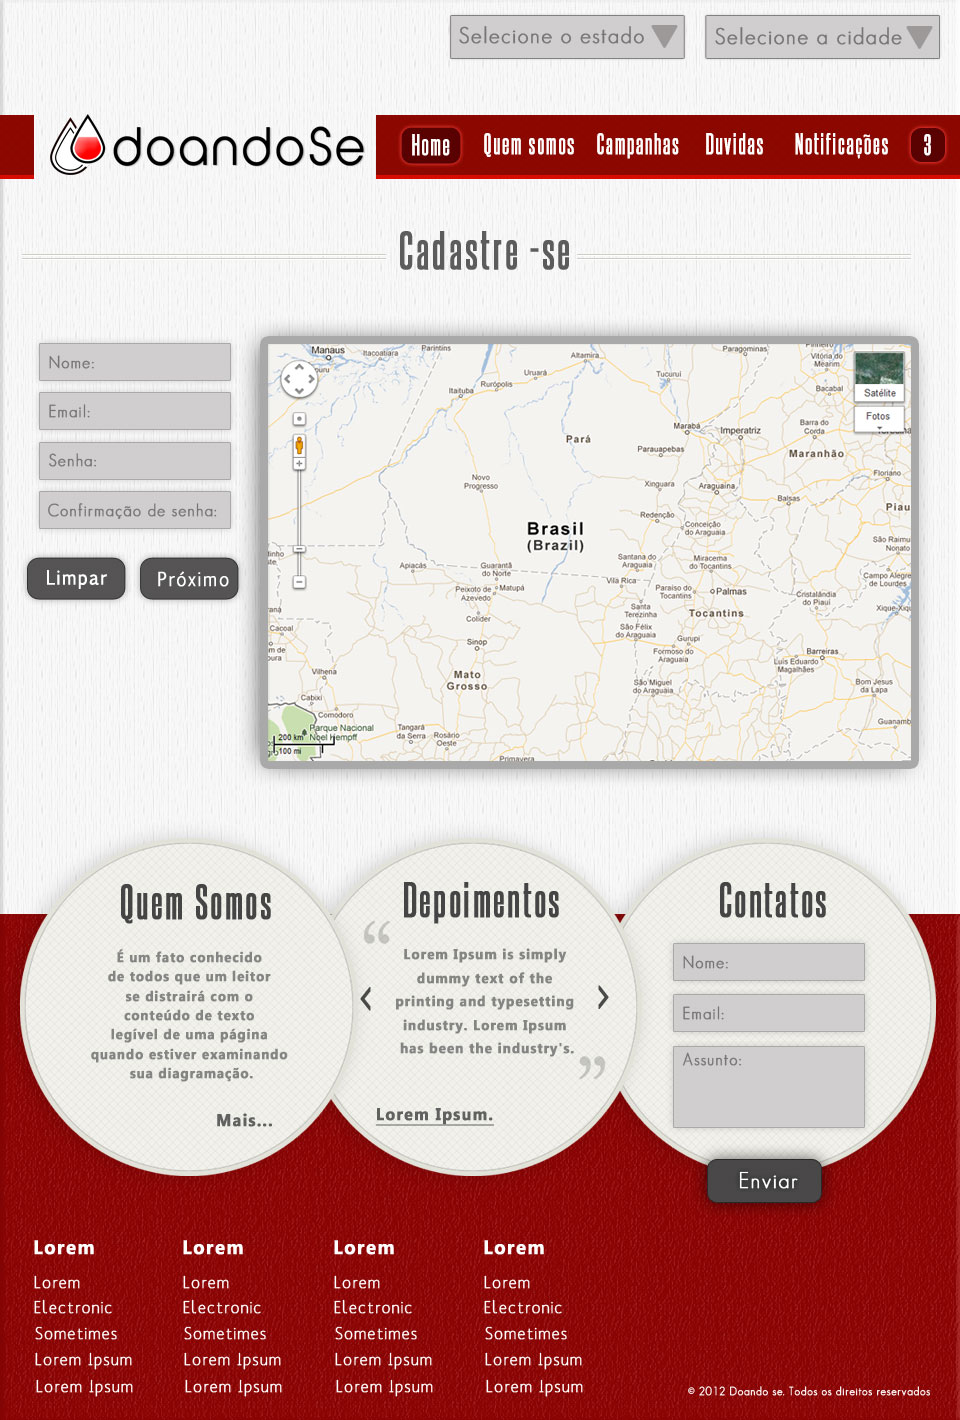 Selecione o estado
Selecione a cidade
doandoSe
Home
Quem somos
Campanhas
Duvidas
Notificações
3
Cadastre -se
Nome:
Email:
Senha:
Confirmação de senha:
Limpar
Próximo
Manaus
Itacoatiara
Parintins
Altamira
Paragominas
Vitória do
Mearim
Satélite
Fotos
Itaituba
Rurópolis
Uruará
Tucuruí
Bacabal
Pará
Marabá
Imperatriz
Barra do
Corda
Parauapebas
Maranhão
Novo
Progresso
Xinguara
Araguaina
Balsas
Floriano
Piau
Brasil
(Brazil)
Redenção
Conceição
do Araguaia
São Raimu
Nonato
Apiacás
Guarantã
do Norte
Santana do
Araguaia
Miracema
do Tocantins
Campo Alegre
de Lourdes
Vila Rica
Peixoto de
Azevedo
Matupá
Paraíso do
Tocantins
Palmas
Cristalândia
do Piauí
Santa
Terezinha
Tocantins
Xique-Xiq
Colider
São Félix
do Araguaia
Cacoal
Sinop
Gurupi
Formoso do
Araguaia
Barreiras
Luis Eduardo
Magalhães
Vilhena
Mato
Grosso
São Miguel
do Araguaia
Bom Jesus
da Lapa
Cabixi
Comodoro
Guanamb
Parque Nacional
Noel Kempff
Tangará
da Serra
Rosário
Oeste
200 km
100 mi
Primavera
Quem Somos
É um fato conhecido
de todos que um leitor
se distrairá com o
conteúdo de texto
legível de uma página
quando estiver examinando
sua diagramação.
Mais...
Depoimentos
“
Lorem Ipsum is simply
dummy text of the
printing and typesetting
industry. Lorem Ipsum
has been the industry's.
”
Lorem Ipsum.
Contatos
Nome:
Email:
Assunto:
Enviar
Lorem
Lorem
Electronic
Sometimes
Lorem Ipsum
Lorem Ipsum
Lorem
Lorem
Electronic
Sometimes
Lorem Ipsum
Lorem Ipsum
Lorem
Lorem
Electronic
Sometimes
Lorem Ipsum
Lorem Ipsum
Lorem
Lorem
Electronic
Sometimes
Lorem Ipsum
Lorem Ipsum
© 2012 Doando se. Todos os direitos reservados